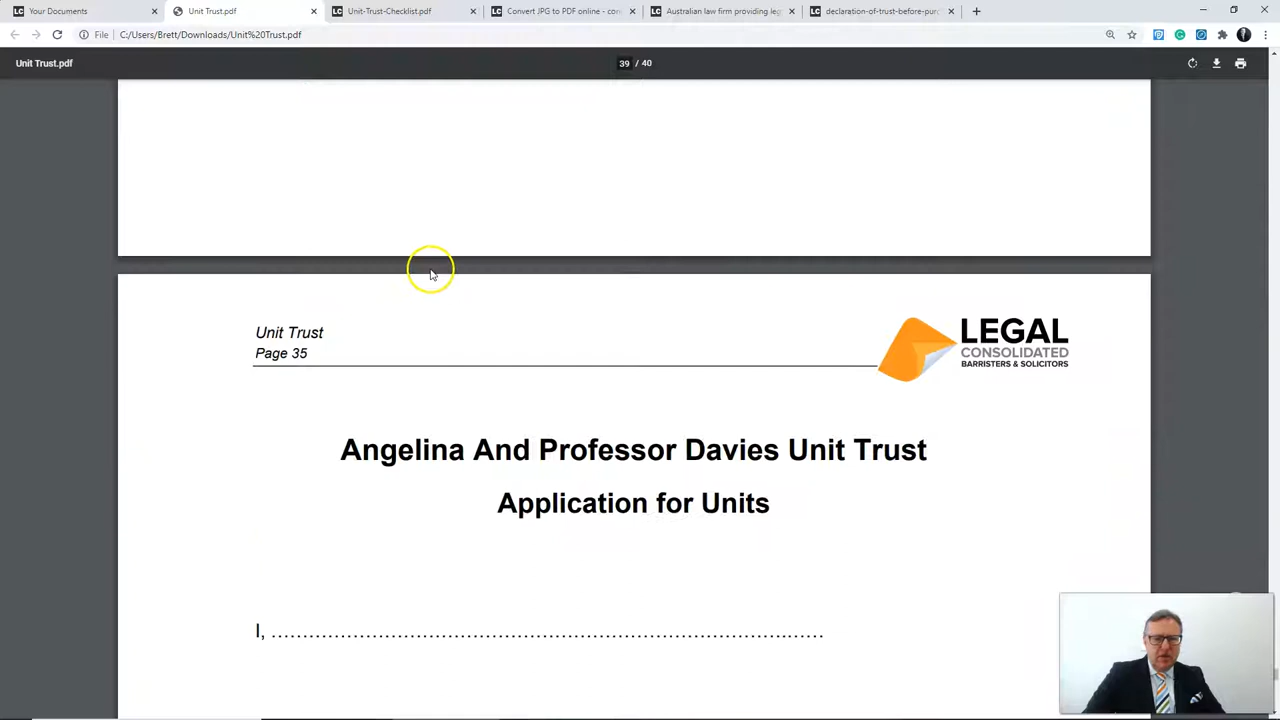 Your Documents
Unit Trust.pdf
Unit-Trust-Checklist.pdf
Convert JPG to PDF online - con
Australian law firm providing leg
declaration-of-trust-before-purc
File
C:/Users/Brett/Downloads/Unit%20Trust.pdf
Unit Trust.pdf
39 / 40
Unit Trust
Page 35
LEGAL
CONSOLIDATED
BARRISTERS & SOLICITORS
Angelina And Professor Davies Unit Trust
Application for Units
I, ……………………………………………………………………………